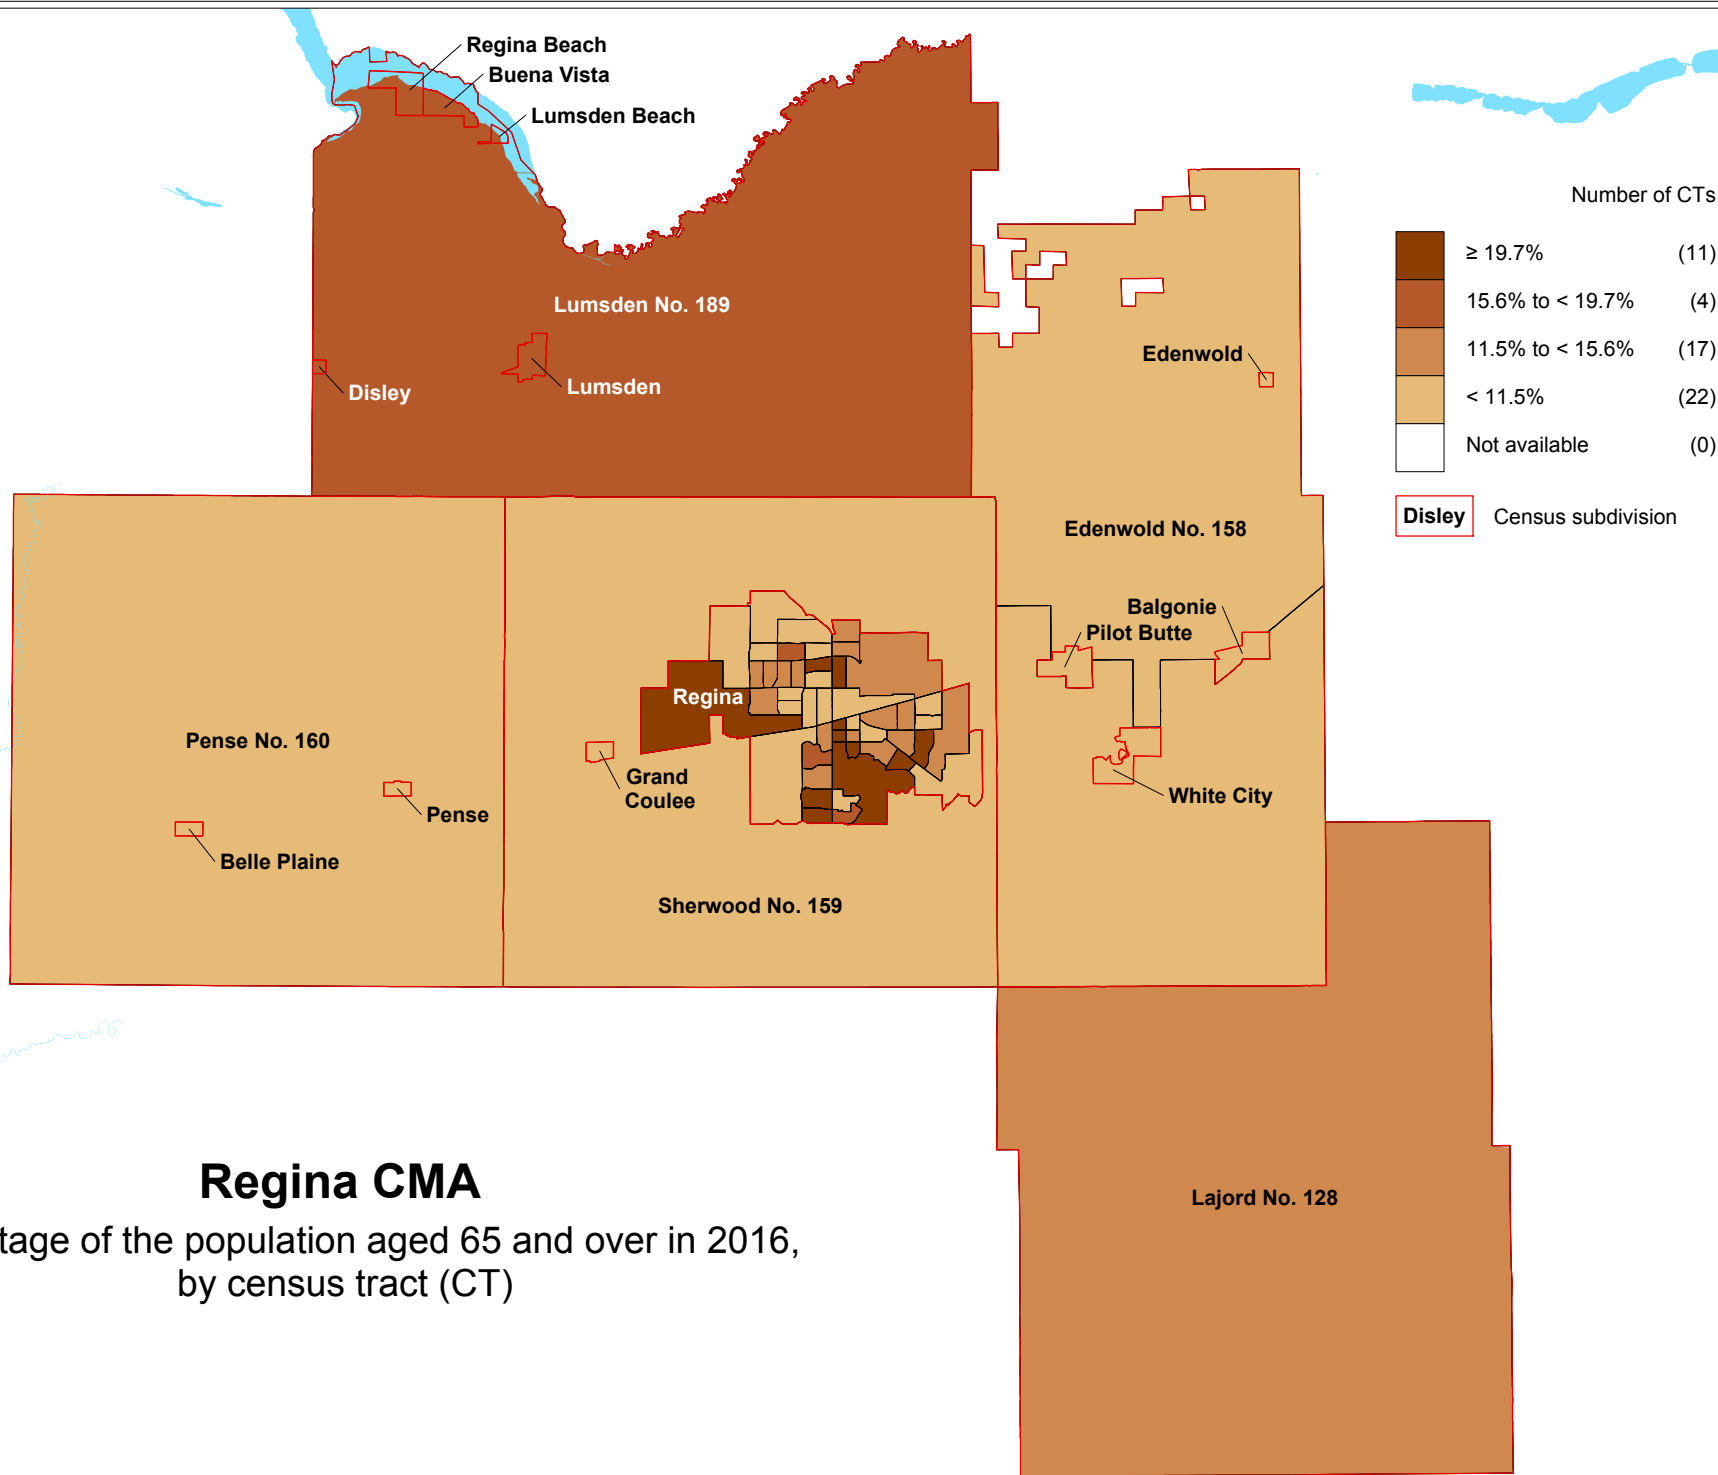 Regina Beach
Buena Vista
Lumsden Beach
Number of CTs
≥ 19.7% (11)
15.6% to < 19.7% (4)
11.5% to < 15.6% (17)
< 11.5% (22)
Not available (0)
Disley Census subdivision
Lumsden No. 189
Edenwold
Disley
Lumsden
Edenwold No. 158
Balgonie
Pilot Butte
Regina
Pense No. 160
Grand
Coulee
White City
Pense
Belle Plaine
Sherwood No. 159
Lajord No. 128
Regina CMA
tage of the population aged 65 and over in 2016,
by census tract (CT)